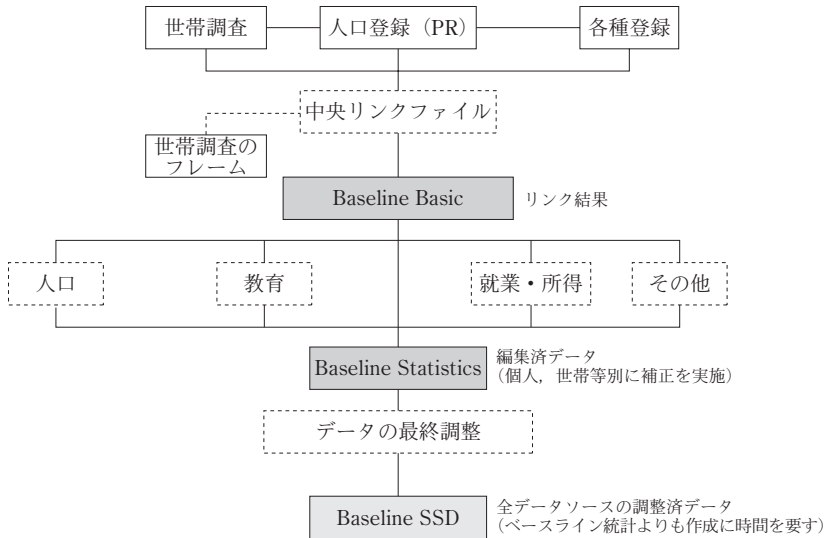 世帯調査
人口登録（PR）
各種登録
中央リンクファイル
世帯調査の
フレーム
Baseline Basic
リンク結果
人口
教育
就業・所得
その他
Baseline Statistics
編集済データ
（個人，世帯等別に補正を実施）
データの最終調整
Baseline SSD
全データソースの調整済データ
（ベースライン統計よりも作成に時間を要す）